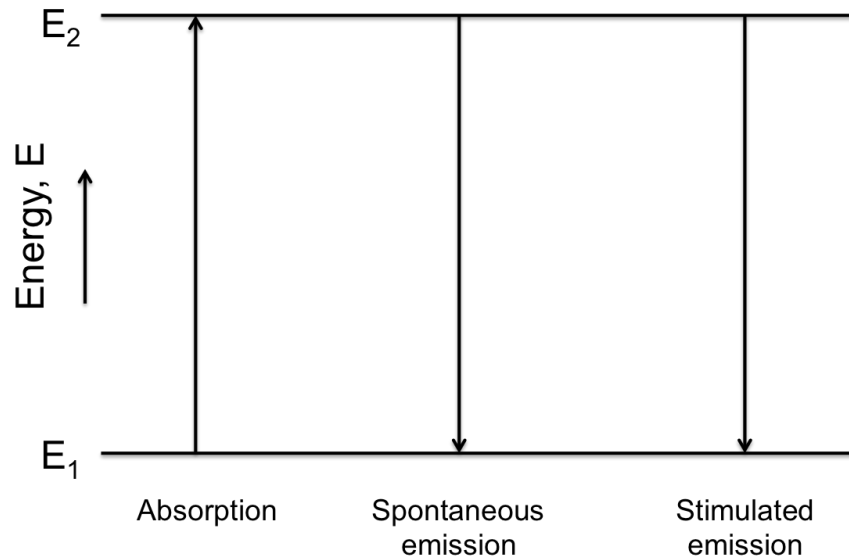 E₂
Energy, E
E₁
Absorption
Spontaneous
emission
Stimulated
emission